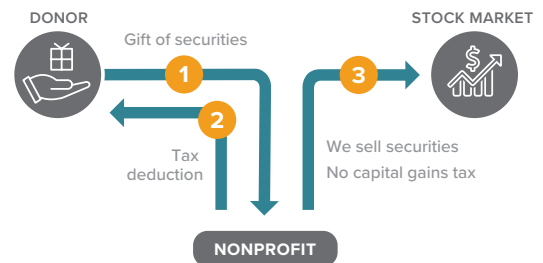 DONOR
STOCK MARKET
Gift of securities
$
1
3
2
Tax
deduction
We sell securities
No capital gains tax
NONPROFIT